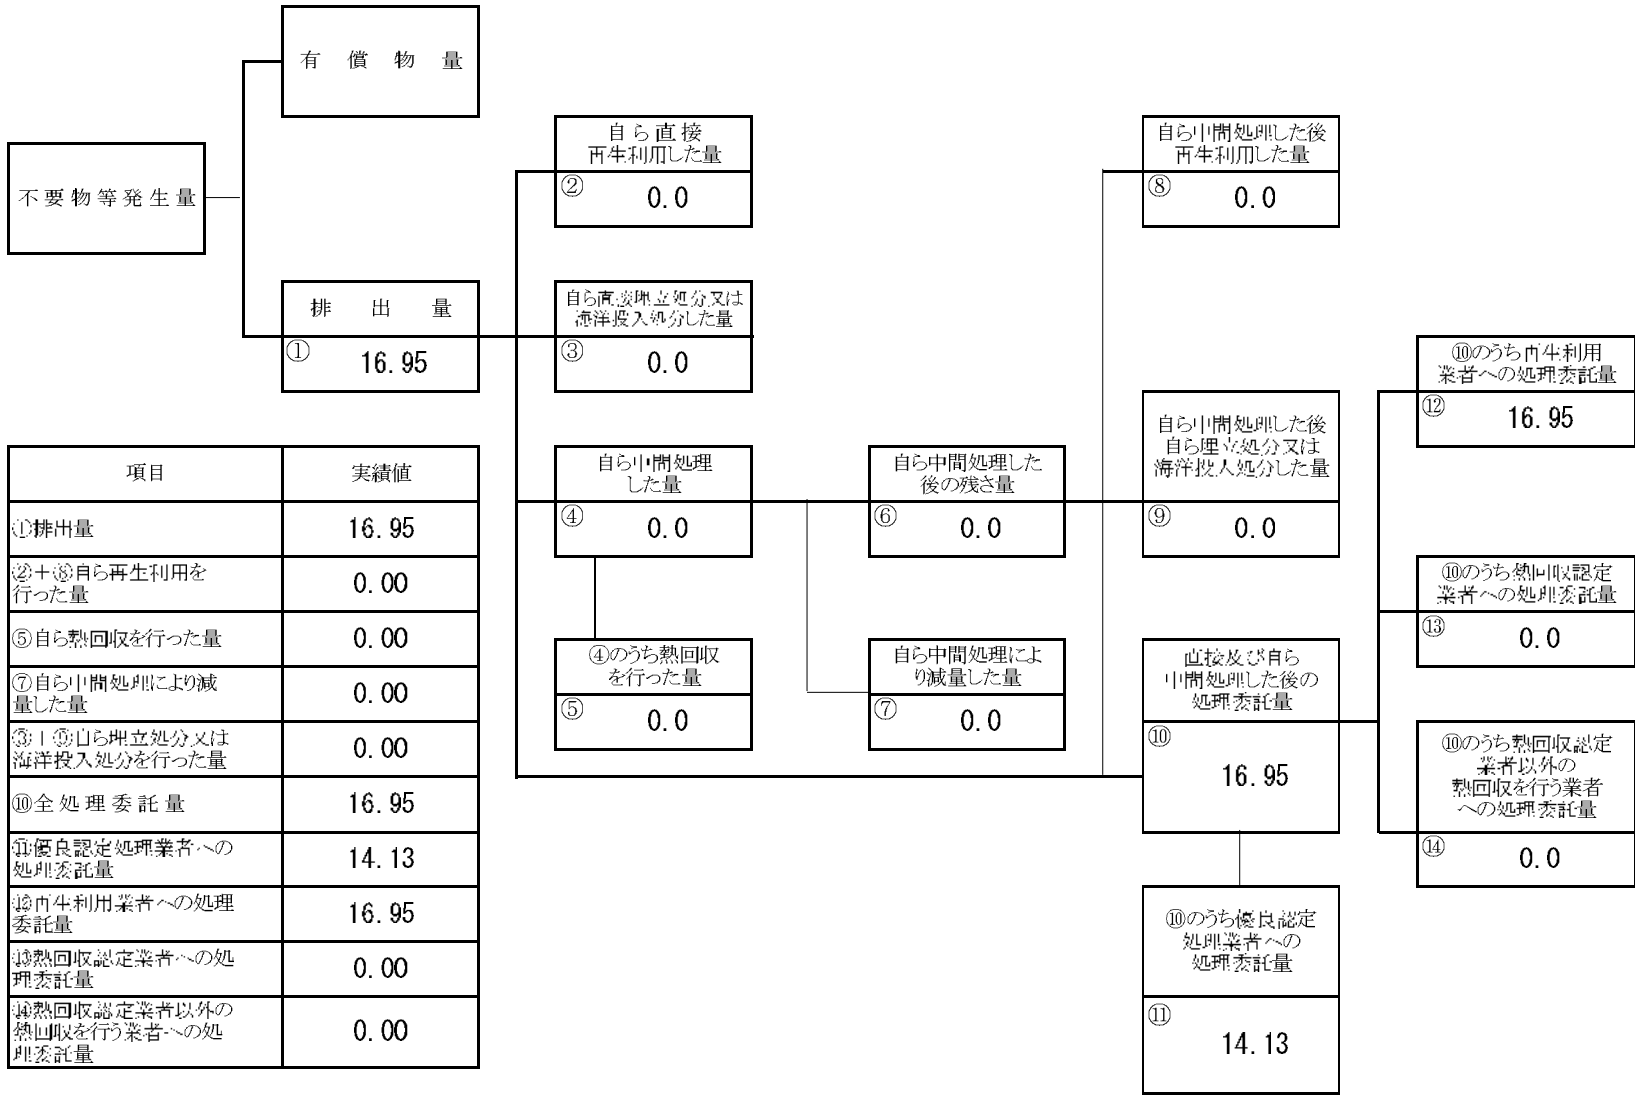 有償物量
不要物等発生量
排出量
①
16.95
自ら直接
再生利用した量
②
0.0
自ら直接埋立処分又は
海洋投入処分した量
③
0.0
自ら中間処理
した量
④
0.0
④のうち熱回収
を行った量
⑤
0.0
自ら中間処理した
後の残さ量
⑥
0.0
自ら中間処理によ
り減量した量
⑦
0.0
自ら中間処理した後
再生利用した量
⑧
0.0
自ら中間処理した後
自ら埋立処分又は
海洋投入処分した量
⑨
0.0
直接及び自ら
中間処理した後の
処理委託量
⑩
16.95
⑩のうち優良認定
処理業者への
処理委託量
⑪
14.13
⑩のうち再生利用
業者への処理委託量
⑫
16.95
⑩のうち熱回収認定
業者への処理委託量
⑬
0.0
⑩のうち熱回収認定
業者以外の
熱回収を行う業者
への処理委託量
⑭
0.0
項目 実績値
①排出量 16.95
②＋⑧自ら再生利用を
行った量 0.00
⑤自ら熱回収を行った量 0.00
⑦自ら中間処理により減
量した量 0.00
③＋⑨自ら埋立処分又は
海洋投入処分を行った量 0.00
⑩全処理委託量 16.95
⑪優良認定処理業者への
処理委託量 14.13
⑫再生利用業者への処理
委託量 16.95
⑬熱回収認定業者への処
理委託量 0.00
⑭熱回収認定業者以外の
熱回収を行う業者への処
理委託量 0.00